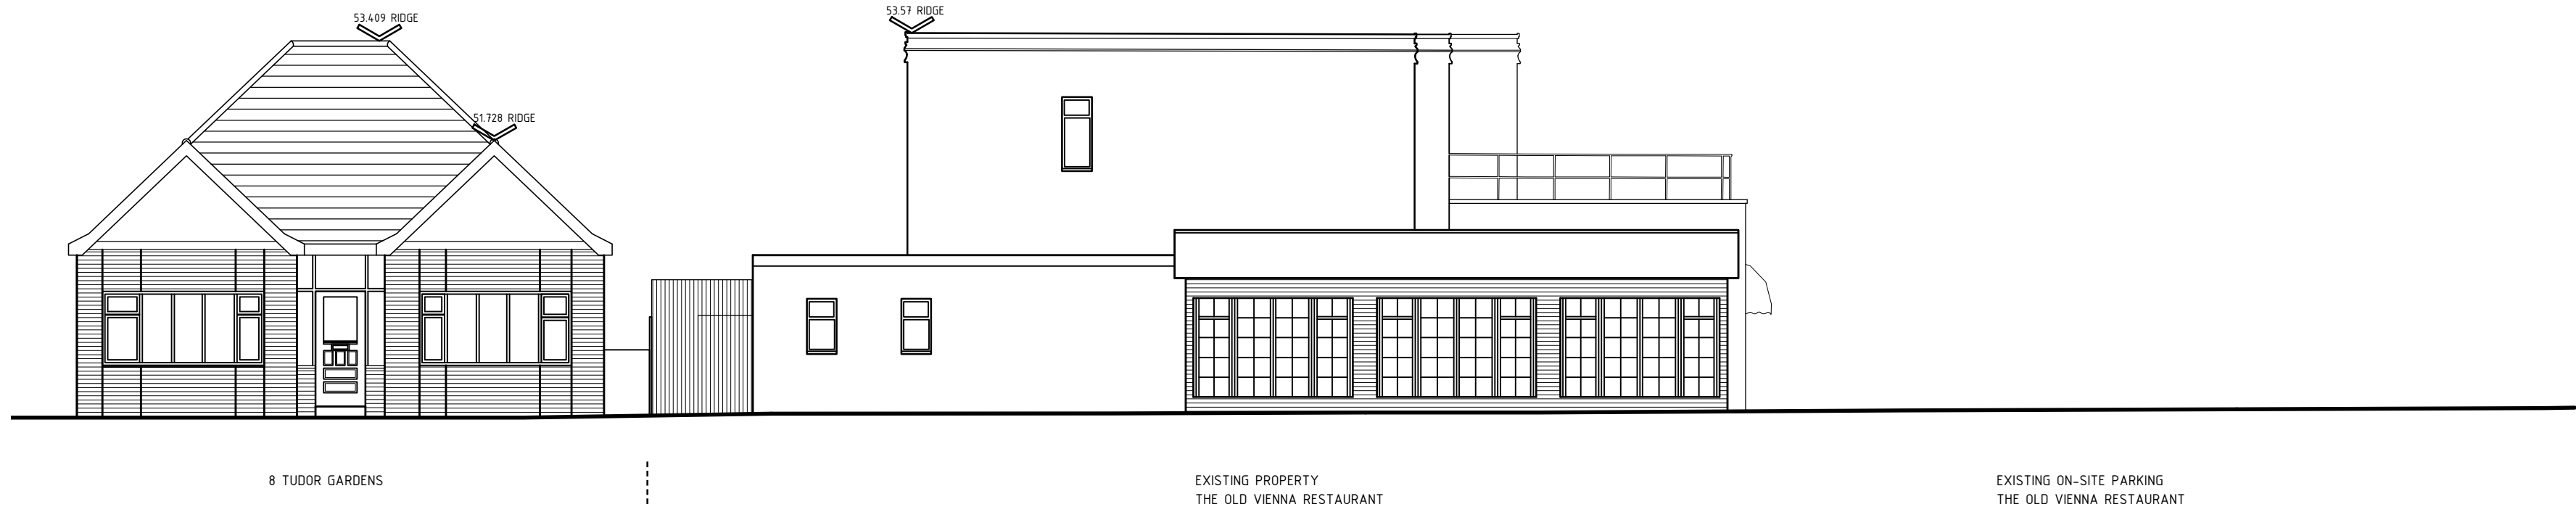 53.409 RIDGE
53.57 RIDGE
51.728 RIDGE
8 TUDOR GARDENS
EXISTING PROPERTY
THE OLD VIENNA RESTAURANT
EXISTING ON-SITE PARKING
THE OLD VIENNA RESTAURANT